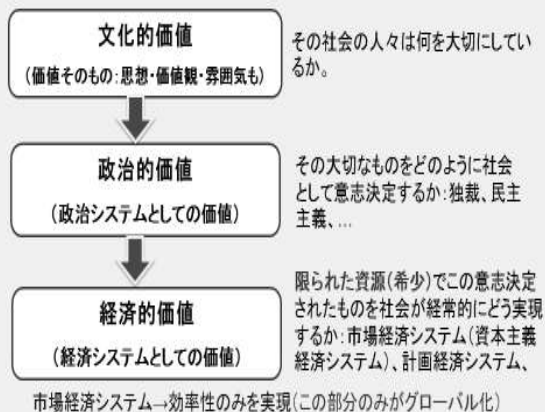 文化的価値
(価値そのもの:思想・価値観・雰囲気も)
その社会の人々は何を大切にしてい
るか。
政治的価値
(政治システムとしての価値)
その大切なものをどのように社会
として意志決定するか:独裁、民主
主義、…
経済的価値
(経済システムとしての価値)
限られた資源(希少)でこの意志決定
されたものを社会が経常的にどう実現
するか:市場経済システム(資本主義
経済システム)、計画経済システム、
市場経済システム→効率性のみを実現(この部分のみがグローバル化)